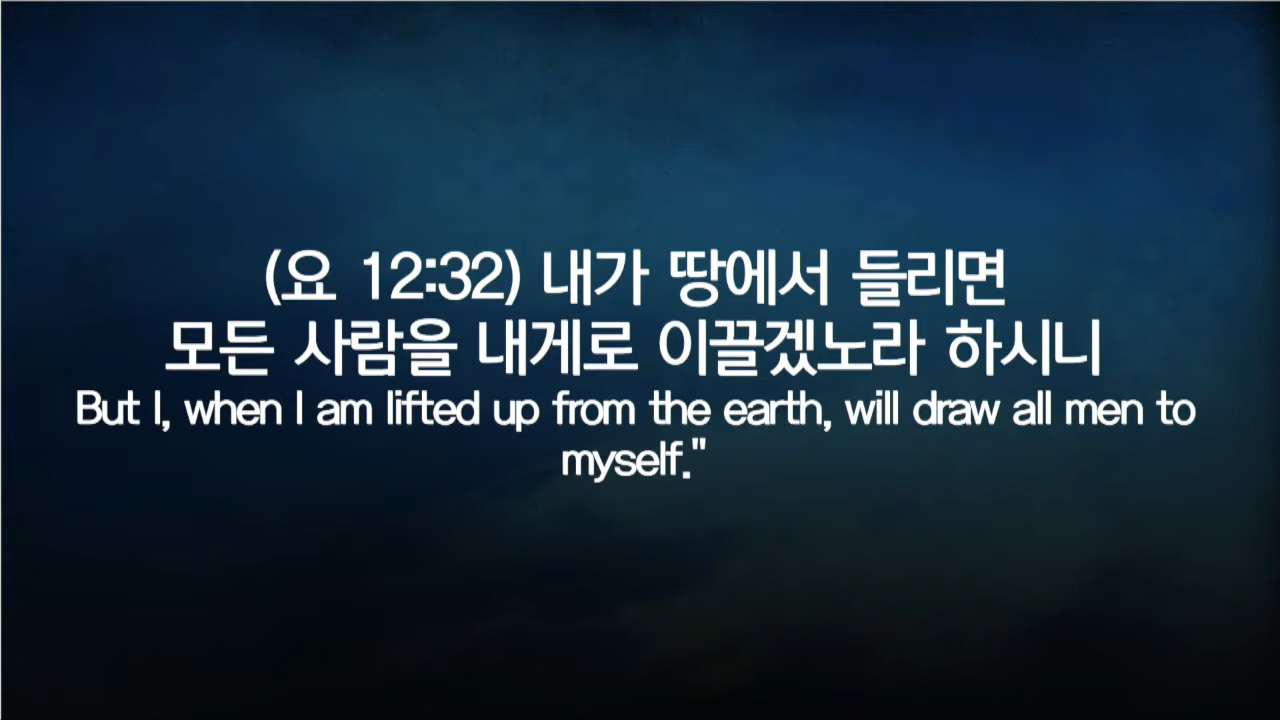 (요 12:32) 내가 땅에서 들리면
모든 사람을 내게로 이끌겠노라 하시니
But I, when I am lifted up from the earth, will draw all men to
myself."